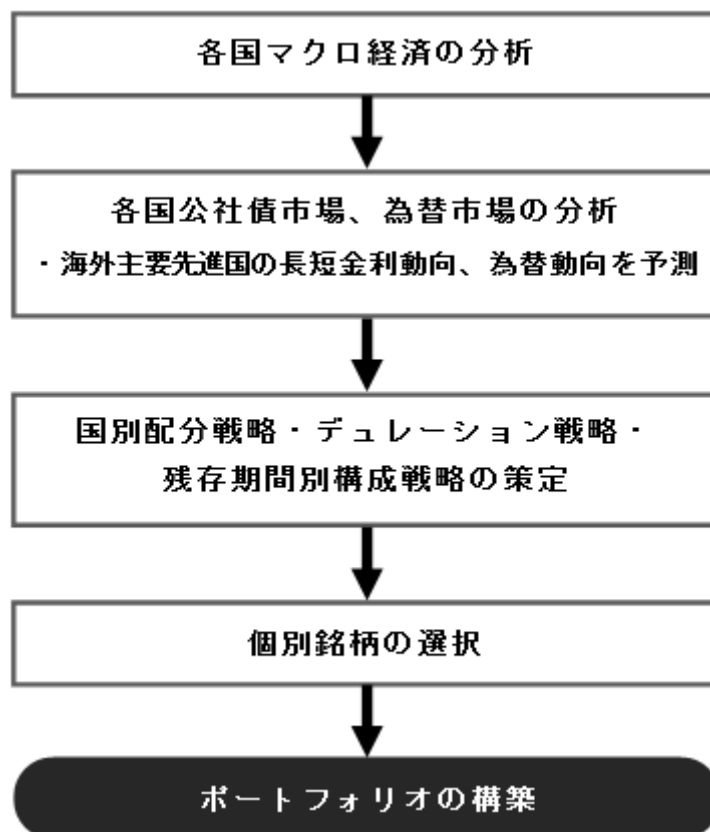 各国マクロ経済の分析
各国公社債市場、為替市場の分析
・海外主要先進国の長短金利動向、為替動向を予測
国別配分戦略・デュレーション戦略・
残存期間別構成戦略の策定
個別銘柄の選択
ポートフォリオの構築